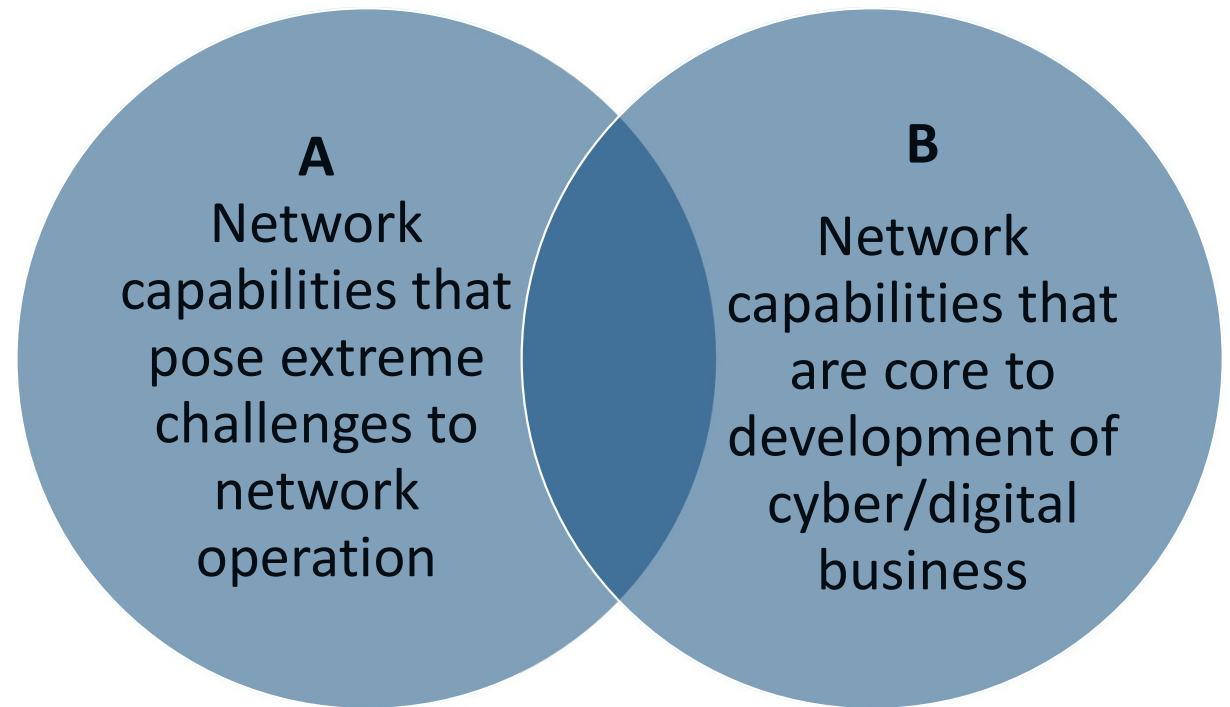 A
Network
capabilities that
pose extreme
challenges to
network
operation
B
Network
capabilities that
are core to
development of
cyber/digital
business